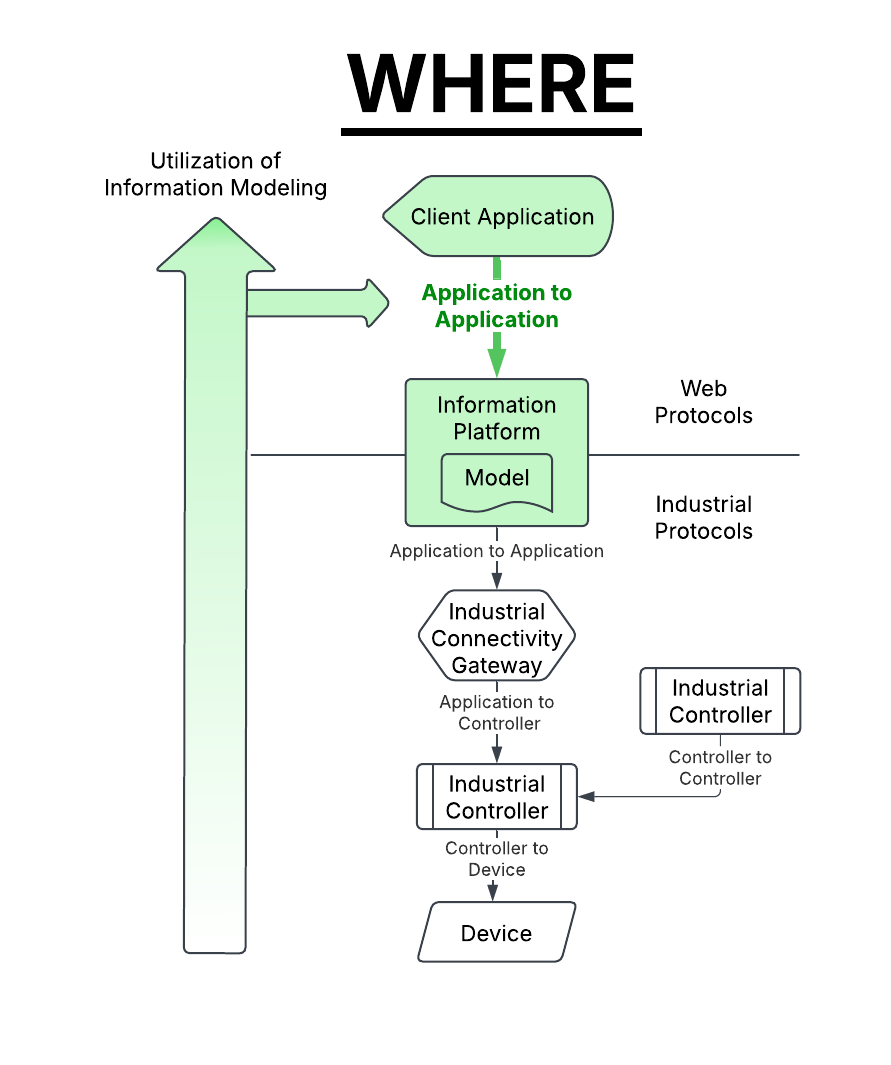 WHERE
Utilization of
Information Modeling
Client Application
Application to
Application
Information
Platform
Model
Web
Protocols
Industrial
Protocols
Application to Application
Industrial
Connectivity
Gateway
Application to
Controller
Industrial
Controller
Controller to
Controller
Industrial
Controller
Controller to
Device
Device